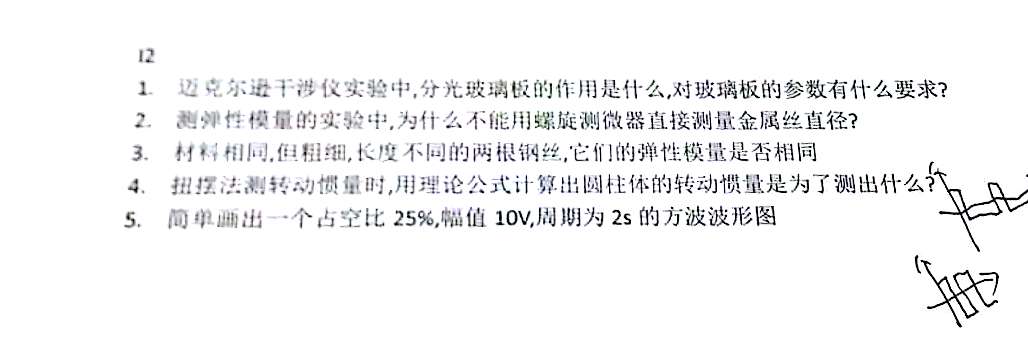 12
1. 迈克尔逊干涉仪实验中,分光玻璃板的作用是什么,对玻璃板的参数有什么要求?
2. 测弹性模量的实验中,为什么不能用螺旋测微器直接测量金属丝直径?
3. 材料相同,但粗细,长度不同的两根钢丝,它们的弹性模量是否相同
4. 扭摆法测转动惯量时,用理论公式计算出圆柱体的转动惯量是为了测出什么?
5. 简单画出一个占空比 25%,幅值 10V,周期为 2s 的方波波形图